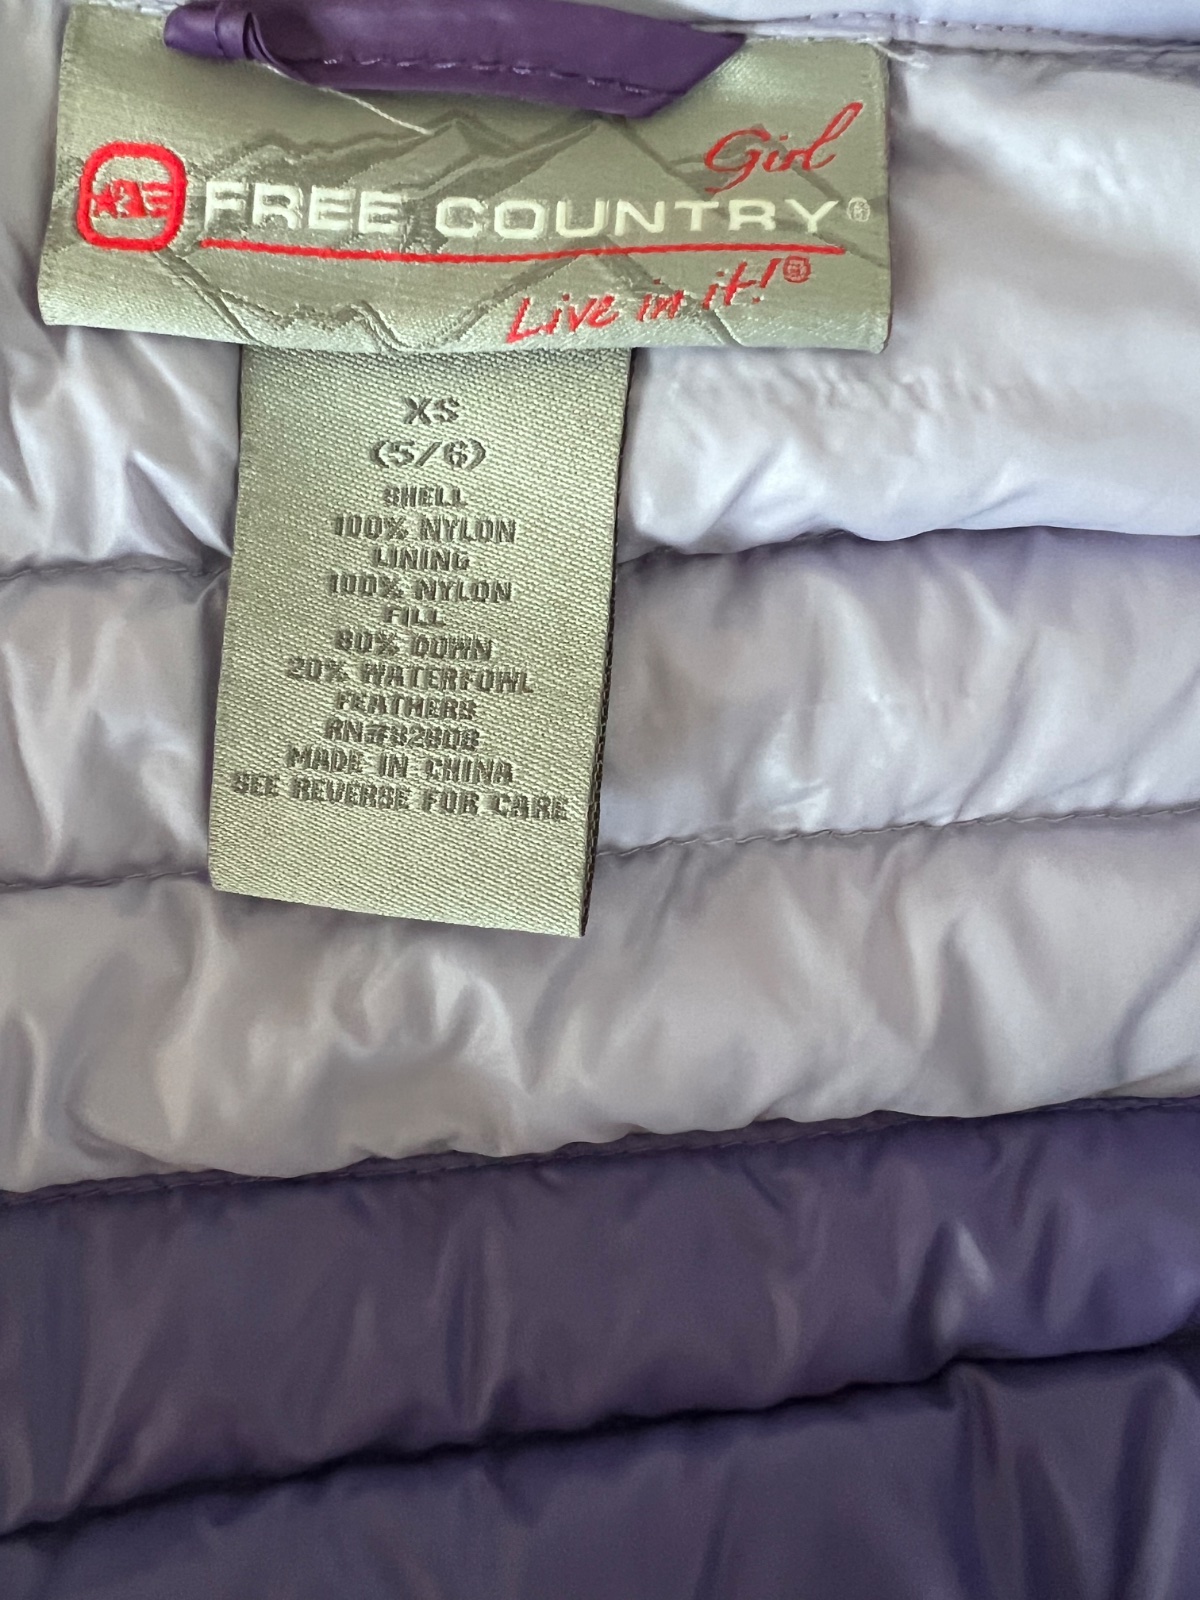 Girl
FREE COUNTRY®
Live in it!®
XS
(5/6)
SHELL
100% NYLON
LINING
100% NYLON
FILL
80% DOWN
20% WATERFOWL
FEATHERS
MADE IN CHINA
SEE REVERSE FOR CARE